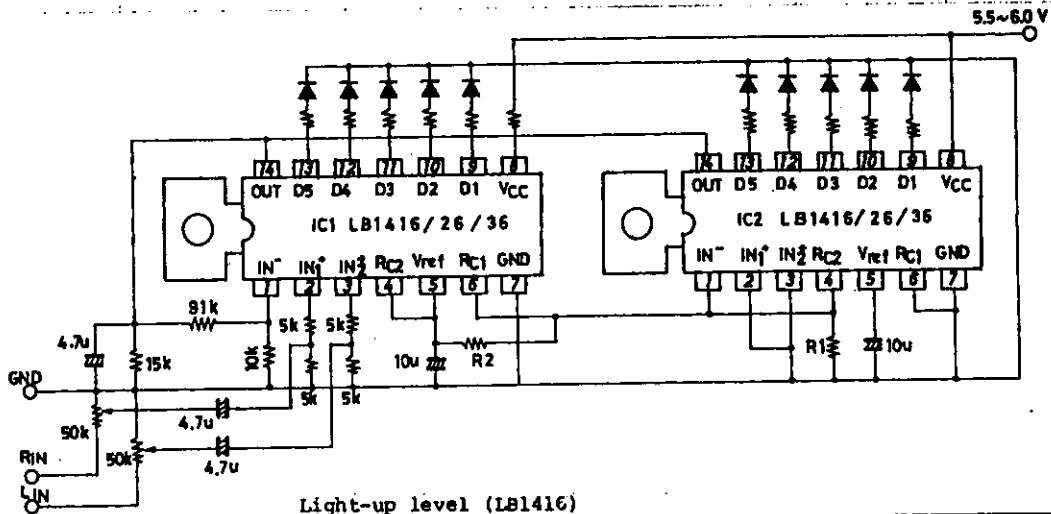 5.5~6.0 V
14 13 12 11 10 9 8
OUT D5 D4 D3 D2 D1 VCC
IC1 LB1416/26/36
IN⁻ IN₁⁺ IN₂⁺ RC2 Vref RC1 GND
1 2 3 4 5 6 7
14 13 12 11 10 9 8
OUT D5 D4 D3 D2 D1 VCC
IC2 LB1416/26/36
IN⁻ IN₁⁺ IN₂⁺ RC2 Vref RC1 GND
1 2 3 4 5 6 7
91k
5k
5k
4.7u
15k
10k
5k
5k
10u
R2
R1
10u
GND
50k
4.7u
RIN
50k
4.7u
LIN
Light-up level (LB1416)